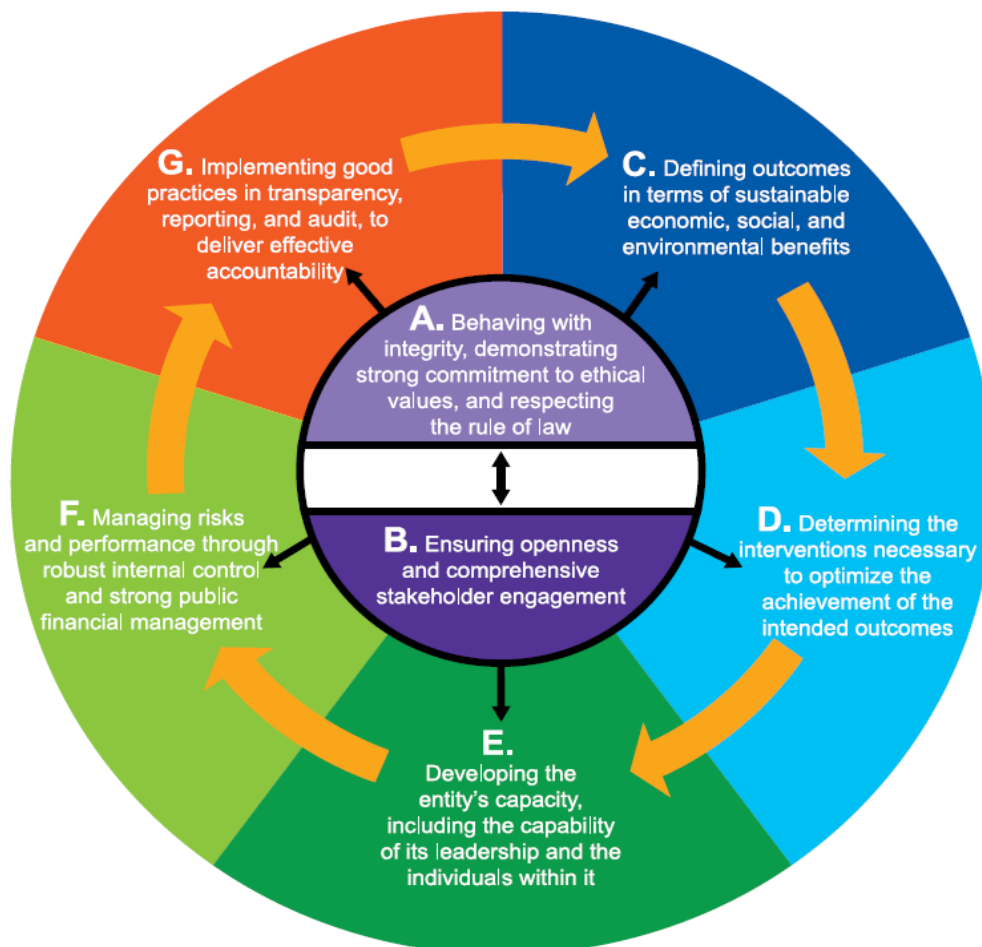 G. Implementing good
practices in transparency,
reporting, and audit, to
deliver effective
accountability
C. Defining outcomes
in terms of sustainable
economic, social, and
environmental benefits
A. Behaving with
integrity, demonstrating
strong commitment to ethical
values, and respecting
the rule of law
F. Managing risks
and performance through
robust internal control
and strong public
financial management
B. Ensuring openness
and comprehensive
stakeholder engagement
D. Determining the
interventions necessary
to optimize the
achievement of the
intended outcomes
E.
Developing the
entity's capacity,
including the capability
of its leadership and the
individuals within it